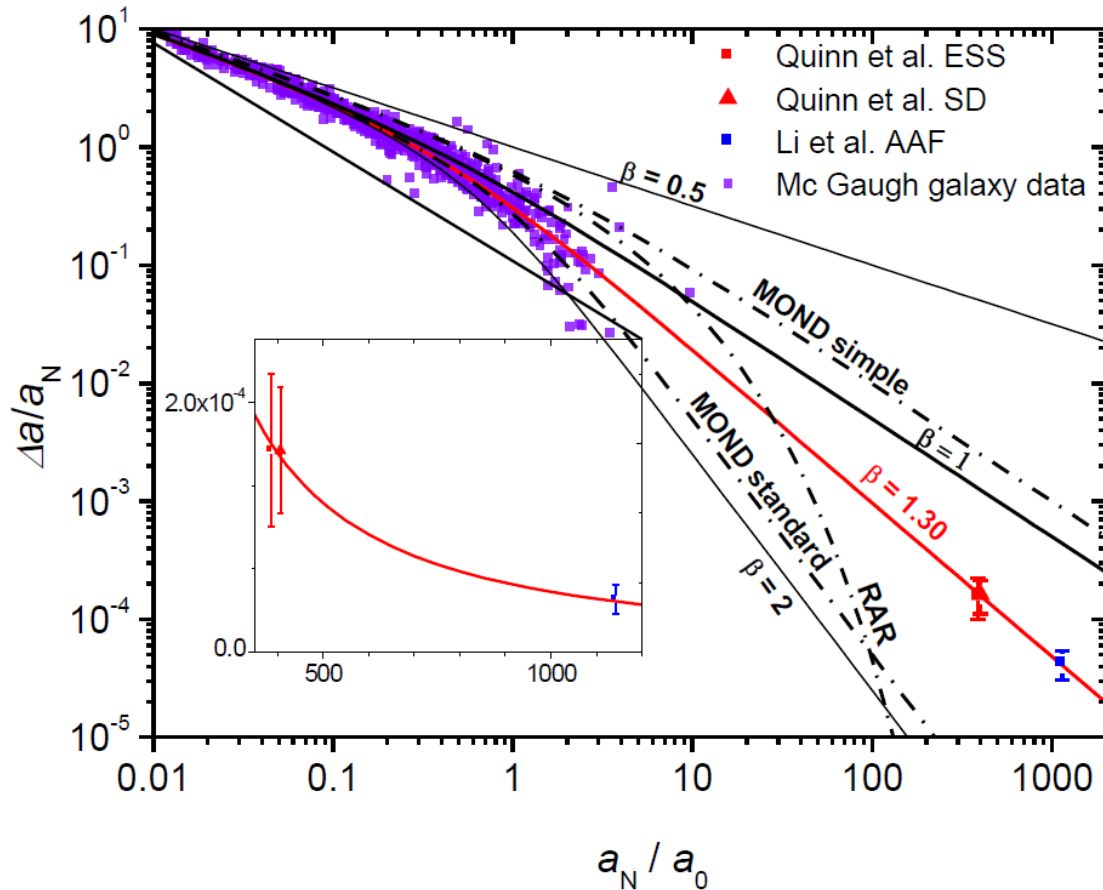 10¹
10⁰
10⁻¹
10⁻²
10⁻³
10⁻⁴
10⁻⁵
Δa/a_N
Quinn et al. ESS
Quinn et al. SD
Li et al. AAF
Mc Gaugh galaxy data
β = 0.5
MOND simple
β = 1
MOND standard
β = 1.30
RAR
β = 2
2.0x10⁻⁴
0.0
500
1000
0.01
0.1
1
10
100
1000
a_N / a_0